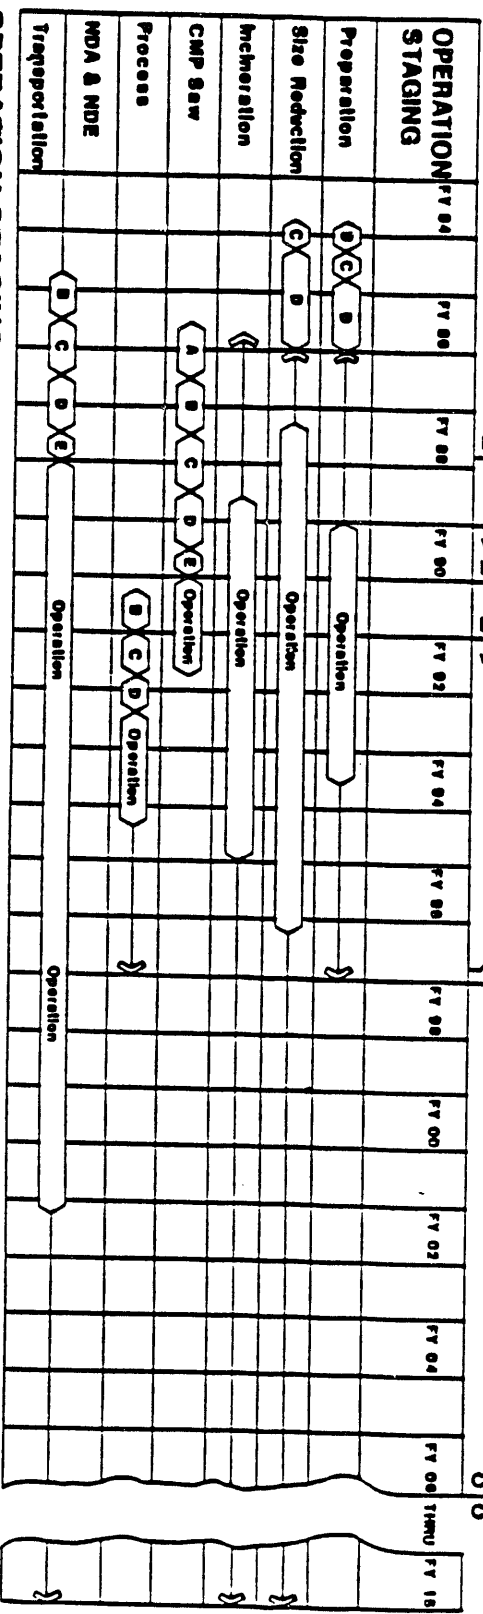 OPERATION
STAGING
FY 84
FY 86
FY 88
FY 90
FY 92
FY 94
FY 96
FY 98
FY 00
FY 02
FY 04
FY 06 THRU FY 18
Preparation
B
C
D
Operation
Size Reduction
C
D
Operation
Incineration
Operation
CMP Saw
A
B
C
D
E
Operation
Process
B
C
D
Operation
NDA & NDE
Transportation
B
C
D
E
Operation
Operation